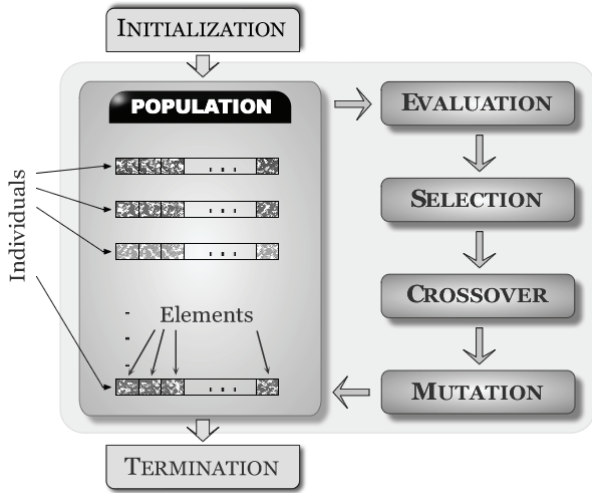 INITIALIZATION
POPULATION
EVALUATION
SELECTION
CROSSOVER
MUTATION
Individuals
. . .
. . .
. . .
Elements
. . .
TERMINATION